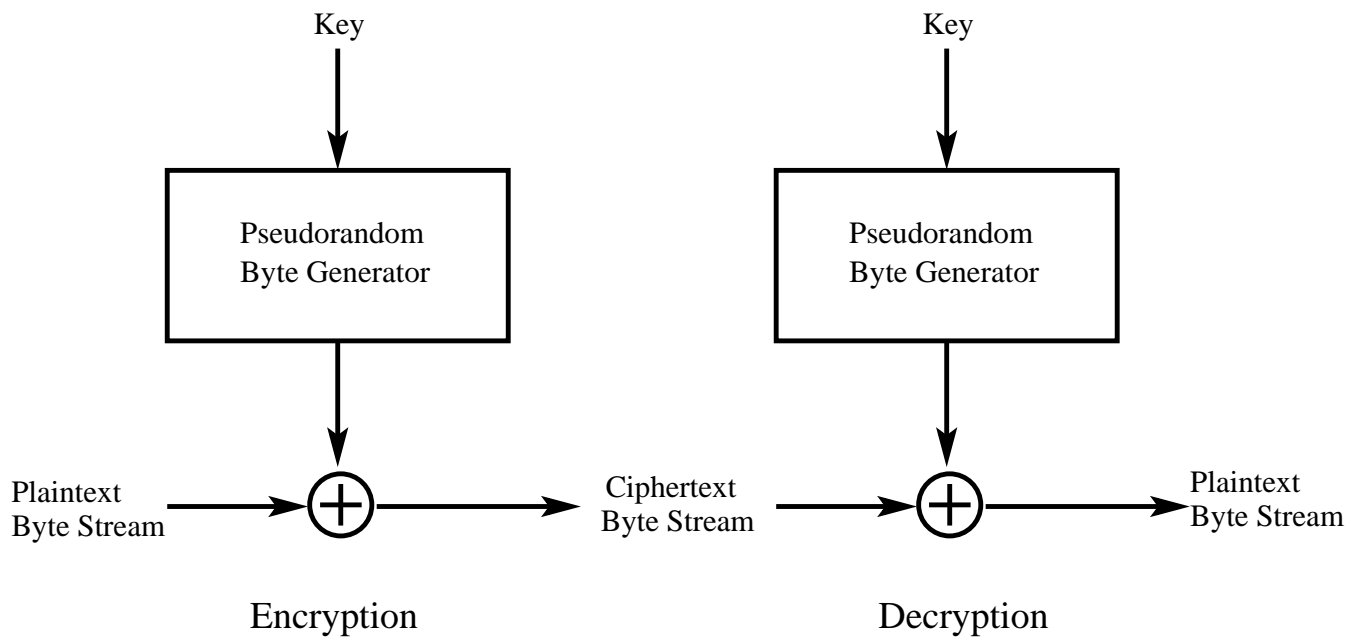 Key
Key
Pseudorandom
Byte Generator
Pseudorandom
Byte Generator
Plaintext
Byte Stream
Ciphertext
Byte Stream
Plaintext
Byte Stream
Encryption
Decryption